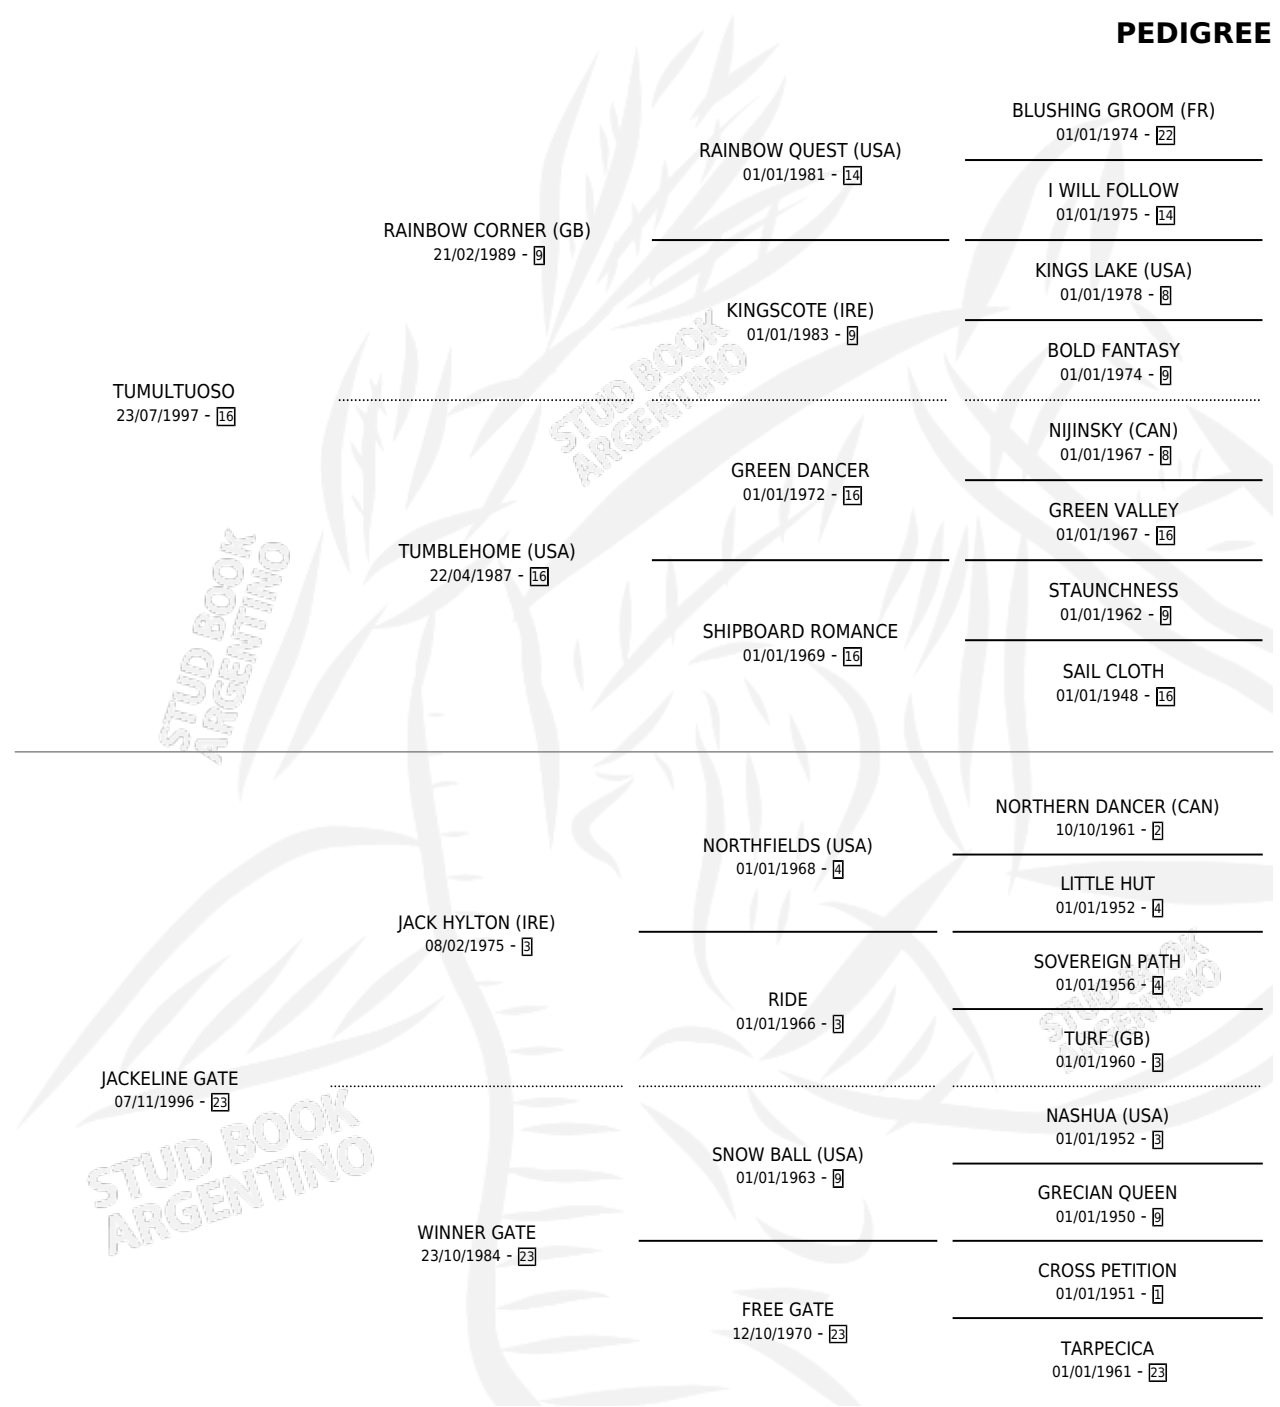 PEDIGREE
BLUSHING GROOM (FR)
01/01/1974 - 22
RAINBOW QUEST (USA)
01/01/1981 - 14
I WILL FOLLOW
01/01/1975 - 14
RAINBOW CORNER (GB)
21/02/1989 - 9
KINGS LAKE (USA)
01/01/1978 - 8
KINGSCOTE (IRE)
01/01/1983 - 9
BOLD FANTASY
01/01/1974 - 9
STUD BOOK
ARGENTINO
TUMULTUOSO
23/07/1997 - 16
NIJINSKY (CAN)
01/01/1967 - 8
GREEN DANCER
01/01/1972 - 16
GREEN VALLEY
01/01/1967 - 16
TUMBLEHOME (USA)
22/04/1987 - 16
STAUNCHNESS
01/01/1962 - 9
SHIPBOARD ROMANCE
01/01/1969 - 16
SAIL CLOTH
01/01/1948 - 16
STUD BOOK
ARGENTINO
NORTHERN DANCER (CAN)
10/10/1961 - 2
NORTHFIELDS (USA)
01/01/1968 - 4
LITTLE HUT
01/01/1952 - 4
JACK HYLTON (IRE)
08/02/1975 - 3
SOVEREIGN PATH
01/01/1956 - 4
RIDE
01/01/1966 - 3
TURF (GB)
01/01/1960 - 3
STUD BOOK
ARGENTINO
JACKELINE GATE
07/11/1996 - 23
NASHUA (USA)
01/01/1952 - 3
SNOW BALL (USA)
01/01/1963 - 9
GRECIAN QUEEN
01/01/1950 - 9
STUD BOOK
ARGENTINO
WINNER GATE
23/10/1984 - 23
CROSS PETITION
01/01/1951 - 1
FREE GATE
12/10/1970 - 23
TARPECICA
01/01/1961 - 23